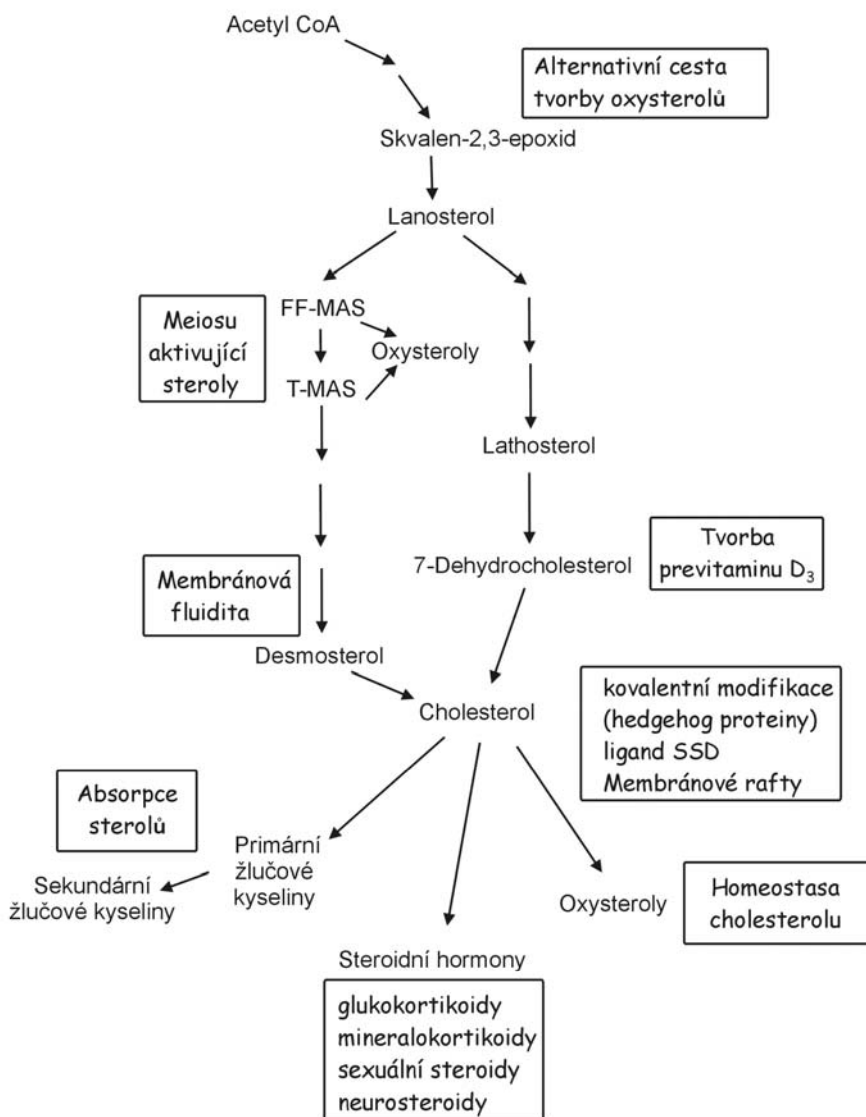 Acetyl CoA
Alternativní cesta
tvorby oxysterolů
Skvalen-2,3-epoxid
Lanosterol
Meiosu
aktivující
steroly
FF-MAS
Oxysteroly
T-MAS
Lathosterol
7-Dehydrocholesterol
Tvorba
previtaminu D₃
Membránová
fluidita
Desmosterol
Cholesterol
kovalentní modifikace
(hedgehog proteiny)
ligand SSD
Membránové rafty
Absorpce
sterolů
Primární
žlučové
kyseliny
Sekundární
žlučové kyseliny
Oxysteroly
Homeostasa
cholesterolu
Steroidní hormony
glukokortikoidy
mineralokortikoidy
sexuální steroidy
neurosteroidy